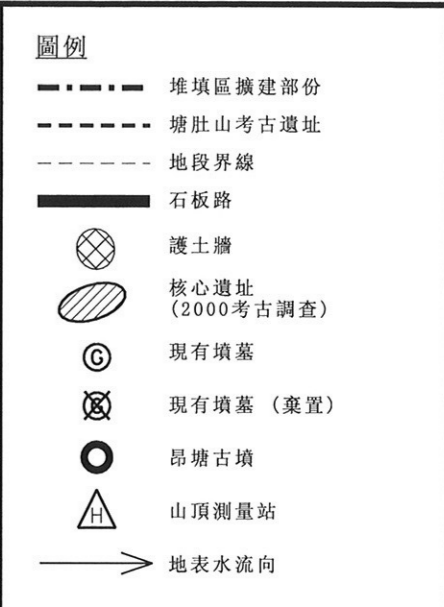 圖例
堆填區擴建部份
塘肚山考古遺址
地段界線
石板路
護土牆
核心遺址
(2000考古調查)
G 現有墳墓
G 現有墳墓 (棄置)
昂塘古墳
H 山頂測量站
地表水流向